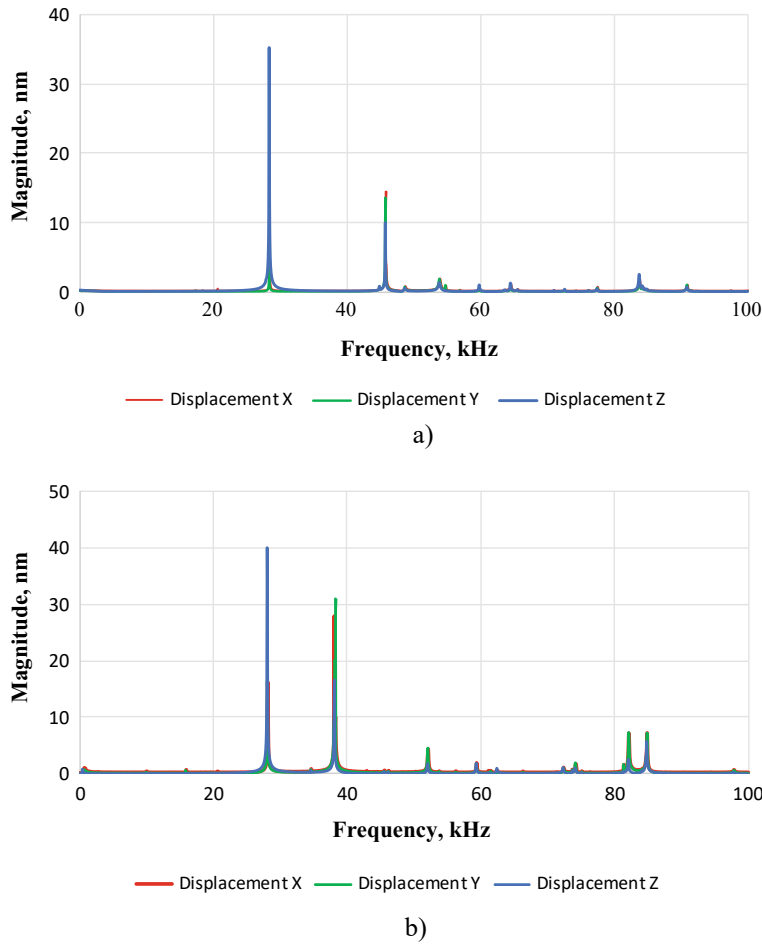 40
30
20
10
0
0 20 40 60 80 100
Magnitude, nm
Frequency, kHz
Displacement X Displacement Y Displacement Z
a)
50
40
30
20
10
0
0 20 40 60 80 100
Magnitude, nm
Frequency, kHz
Displacement X Displacement Y Displacement Z
b)